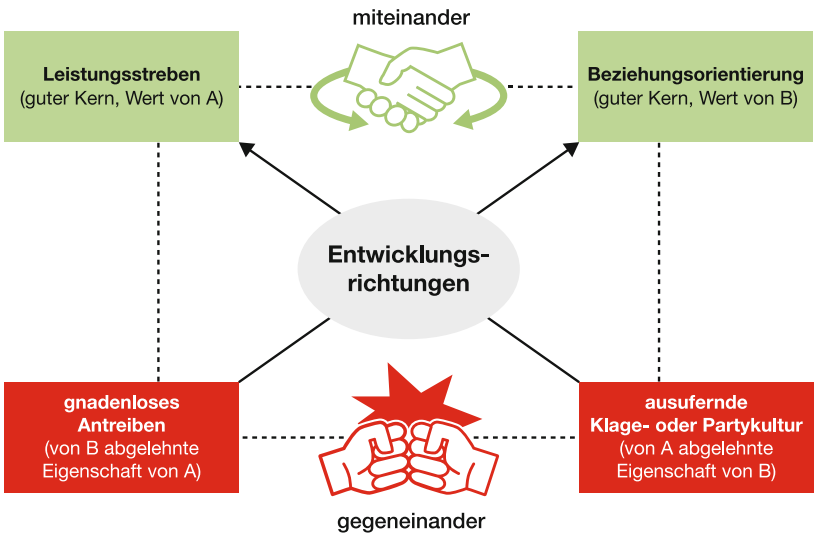 miteinander
Leistungsstreben
(guter Kern, Wert von A)
Beziehungsorientierung
(guter Kern, Wert von B)
Entwicklungs-
richtungen
gnadenloses
Antreiben
(von B abgelehnte
Eigenschaft von A)
ausufernde
Klage- oder Partykultur
(von A abgelehnte
Eigenschaft von B)
gegeneinander